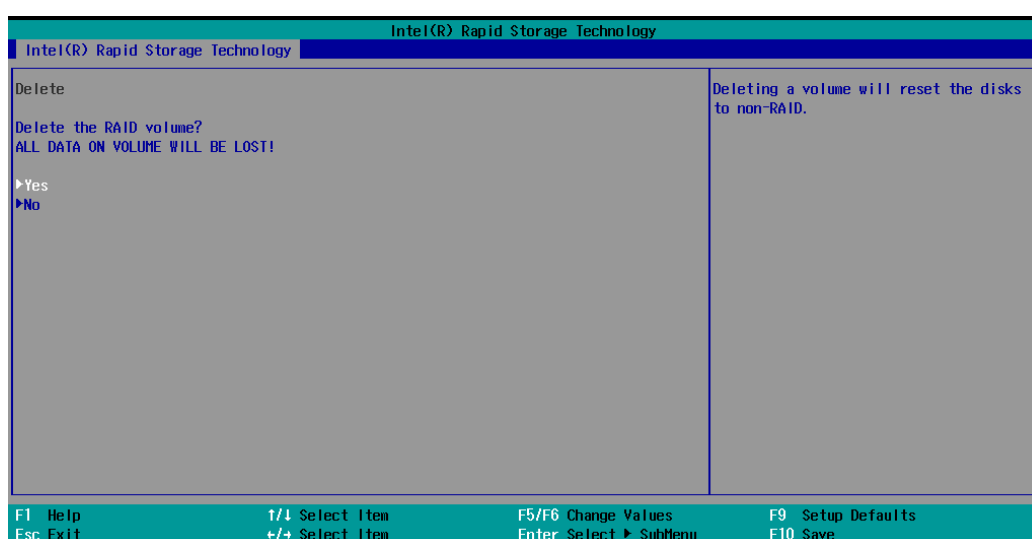 Intel(R) Rapid Storage Technology
Intel(R) Rapid Storage Technology
Delete
Delete the RAID volume?
ALL DATA ON VOLUME WILL BE LOST!
▶Yes
▶No
Deleting a volume will reset the disks
to non-RAID.
F1 Help ↑/↓ Select Item F5/F6 Change Values F9 Setup Defaults
Esc Exit ←/→ Select Item Enter Select ▶ SubMenu F10 Save